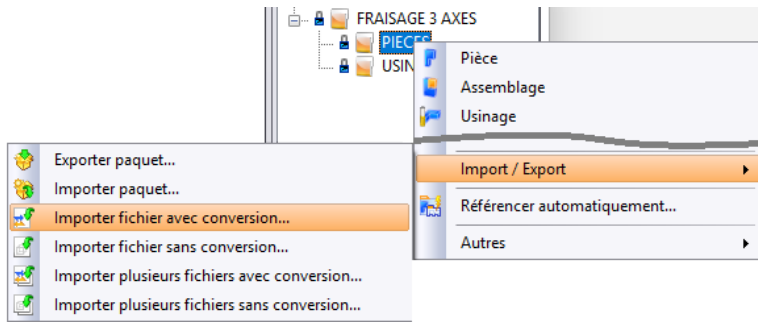 FRAISAGE 3 AXES
PIECES
USIN
Pièce
Assemblage
Usinage
Import / Export
Référencer automatiquement...
Autres
Exporter paquet...
Importer paquet...
Importer fichier avec conversion...
Importer fichier sans conversion...
Importer plusieurs fichiers avec conversion...
Importer plusieurs fichiers sans conversion...